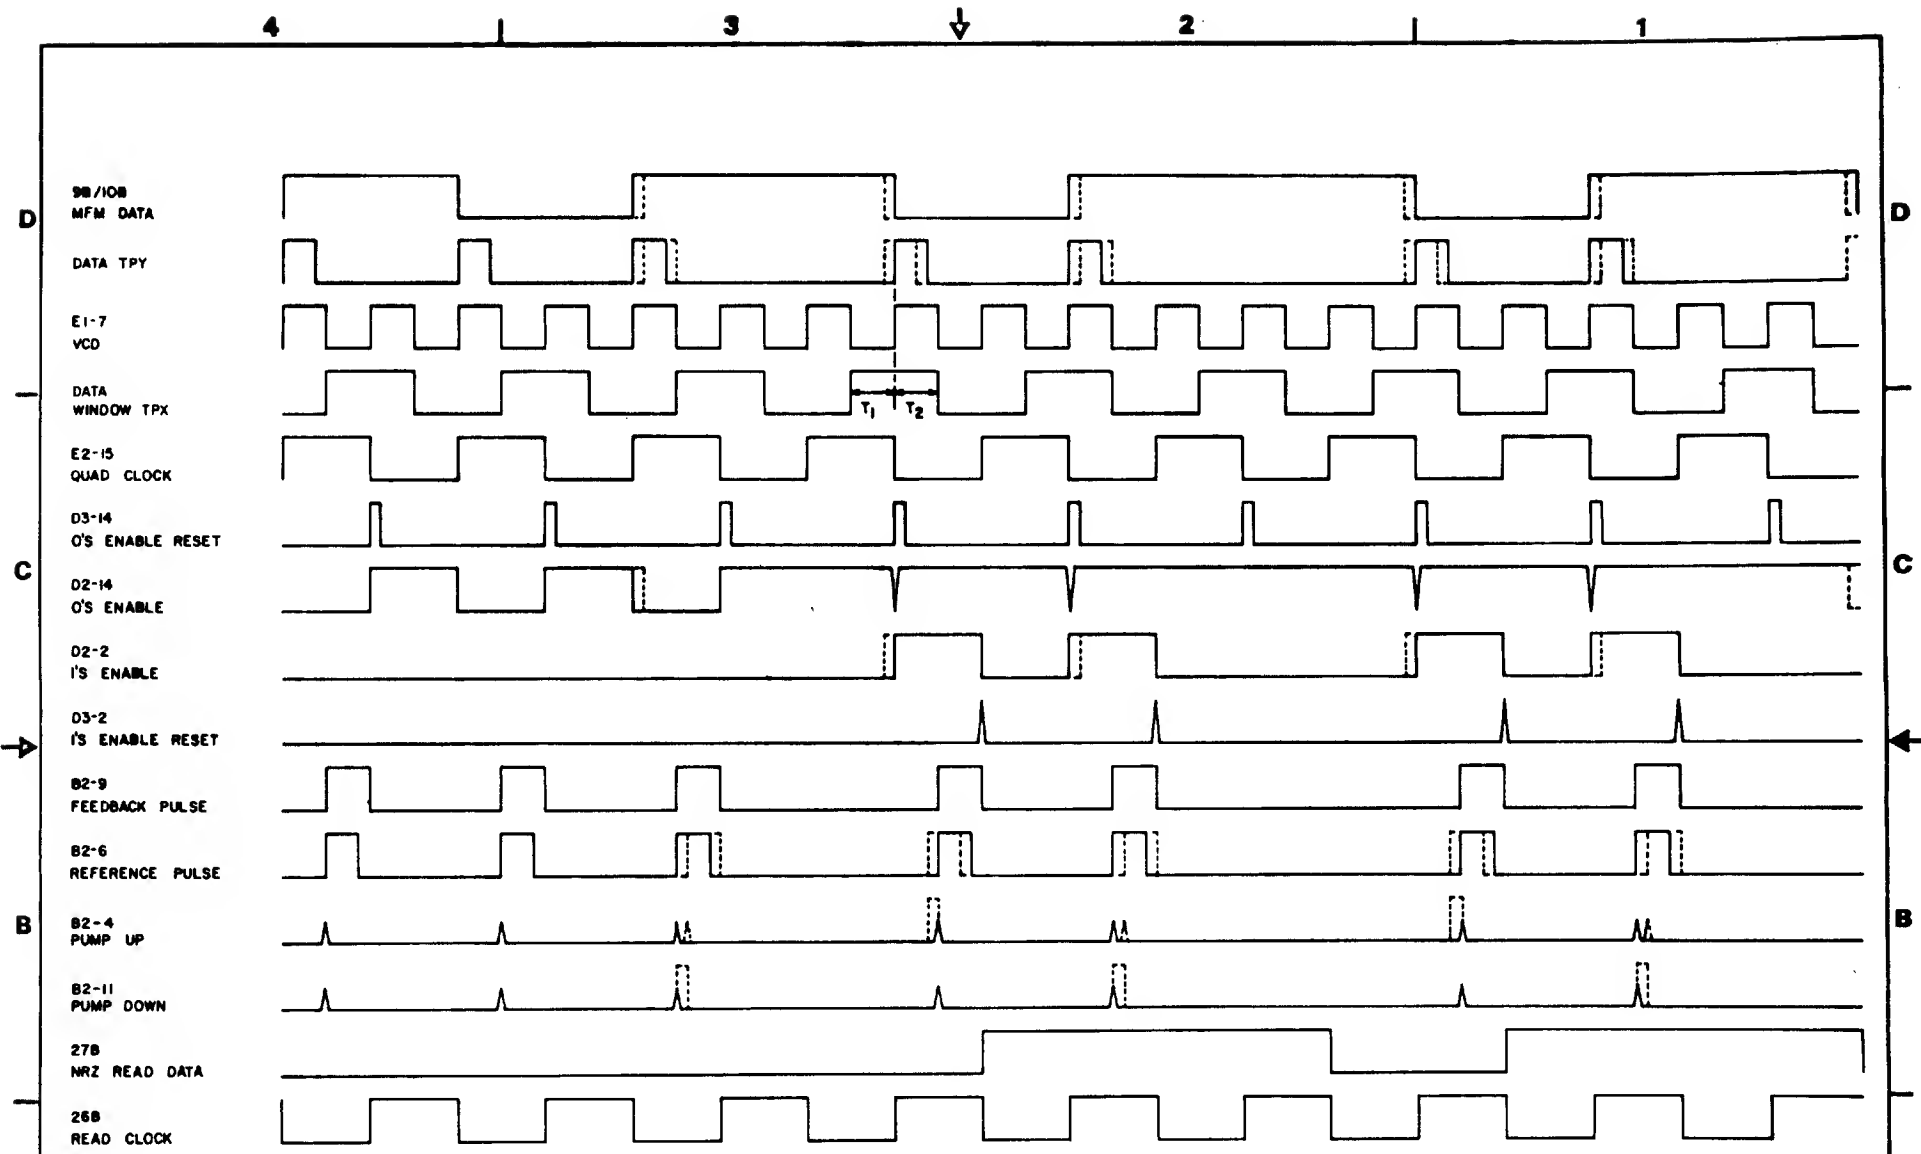 4 3 2 1
9B/10B
MFM DATA
D D
DATA TPY
E1-7
VCD
DATA
WINDOW TPX
T1 T2
E2-15
QUAD CLOCK
D3-14
0'S ENABLE RESET
C C
D2-14
0'S ENABLE
D2-2
1'S ENABLE
D3-2
1'S ENABLE RESET
B2-9
FEEDBACK PULSE
B2-6
REFERENCE PULSE
B B
B2-4
PUMP UP
B2-11
PUMP DOWN
27B
NRZ READ DATA
26B
READ CLOCK